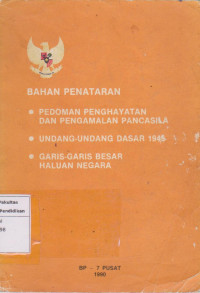 BAHAN PENATARAN
PEDOMAN PENGHAYATAN
DAN PENGAMALAN PANCASILA
UNDANG-UNDANG DASAR 1945
GARIS-GARIS BESAR
HALUAN NEGARA
BP - 7 PUSAT
1990